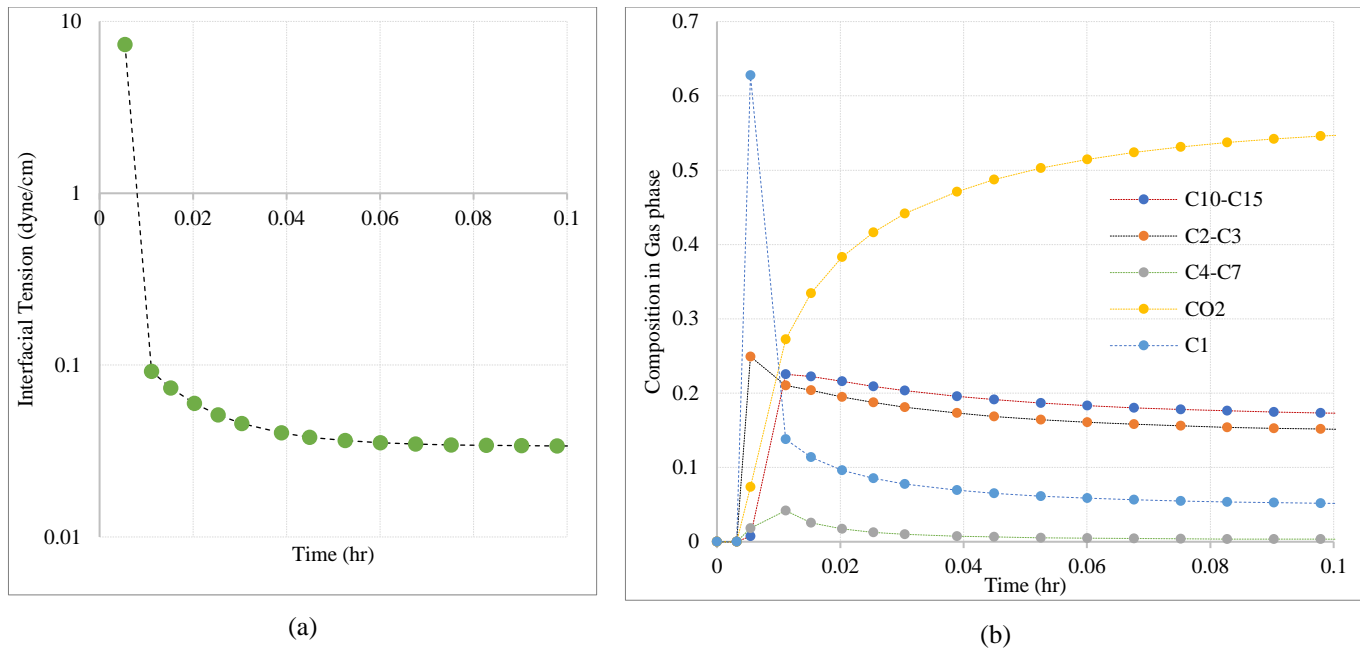 10
1
0.1
0.01
0
0.02
0.04
0.06
0.08
0.1
Interfacial Tension (dyne/cm)
Time (hr)
(a)
0.7
0.6
0.5
0.4
0.3
0.2
0.1
0
0
0.02
0.04
0.06
0.08
0.1
Composition in Gas phase
Time (hr)
C10-C15
C2-C3
C4-C7
CO2
C1
(b)